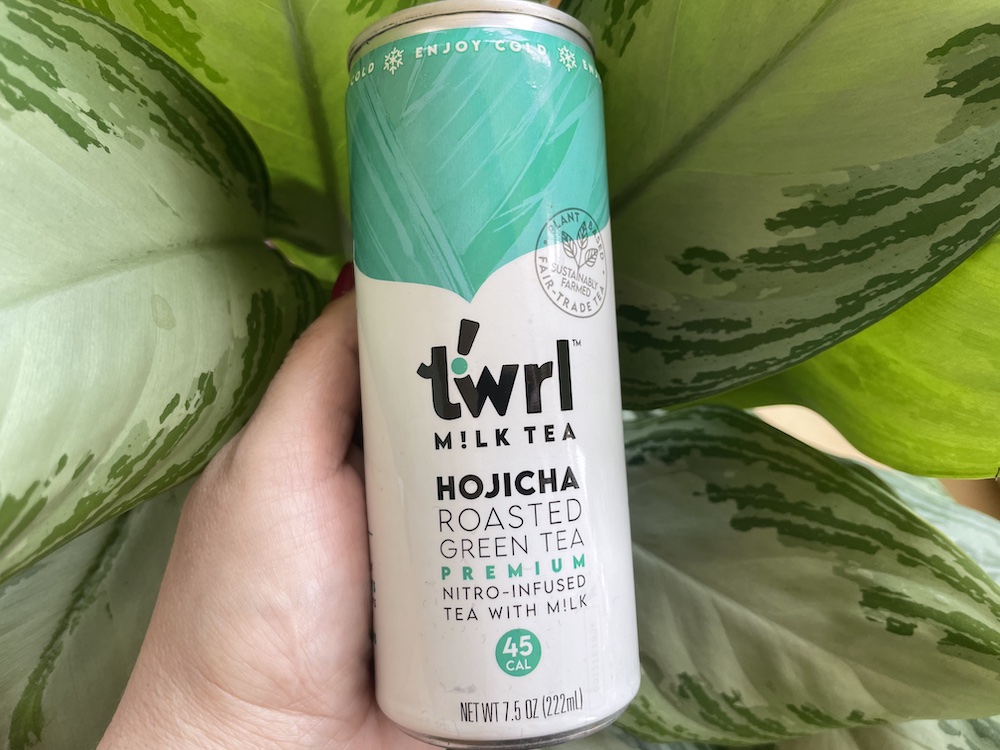 COLD ENJOY COLD EN
PLANT BASED
SUSTAINABLY
FARMED
FAIR-TRADE TEA
t!wrl™
M!LK TEA
HOJICHA
ROASTED
GREEN TEA
PREMIUM
NITRO-INFUSED
TEA WITH M!LK
45
CAL
NET WT 7.5 OZ (222mL)